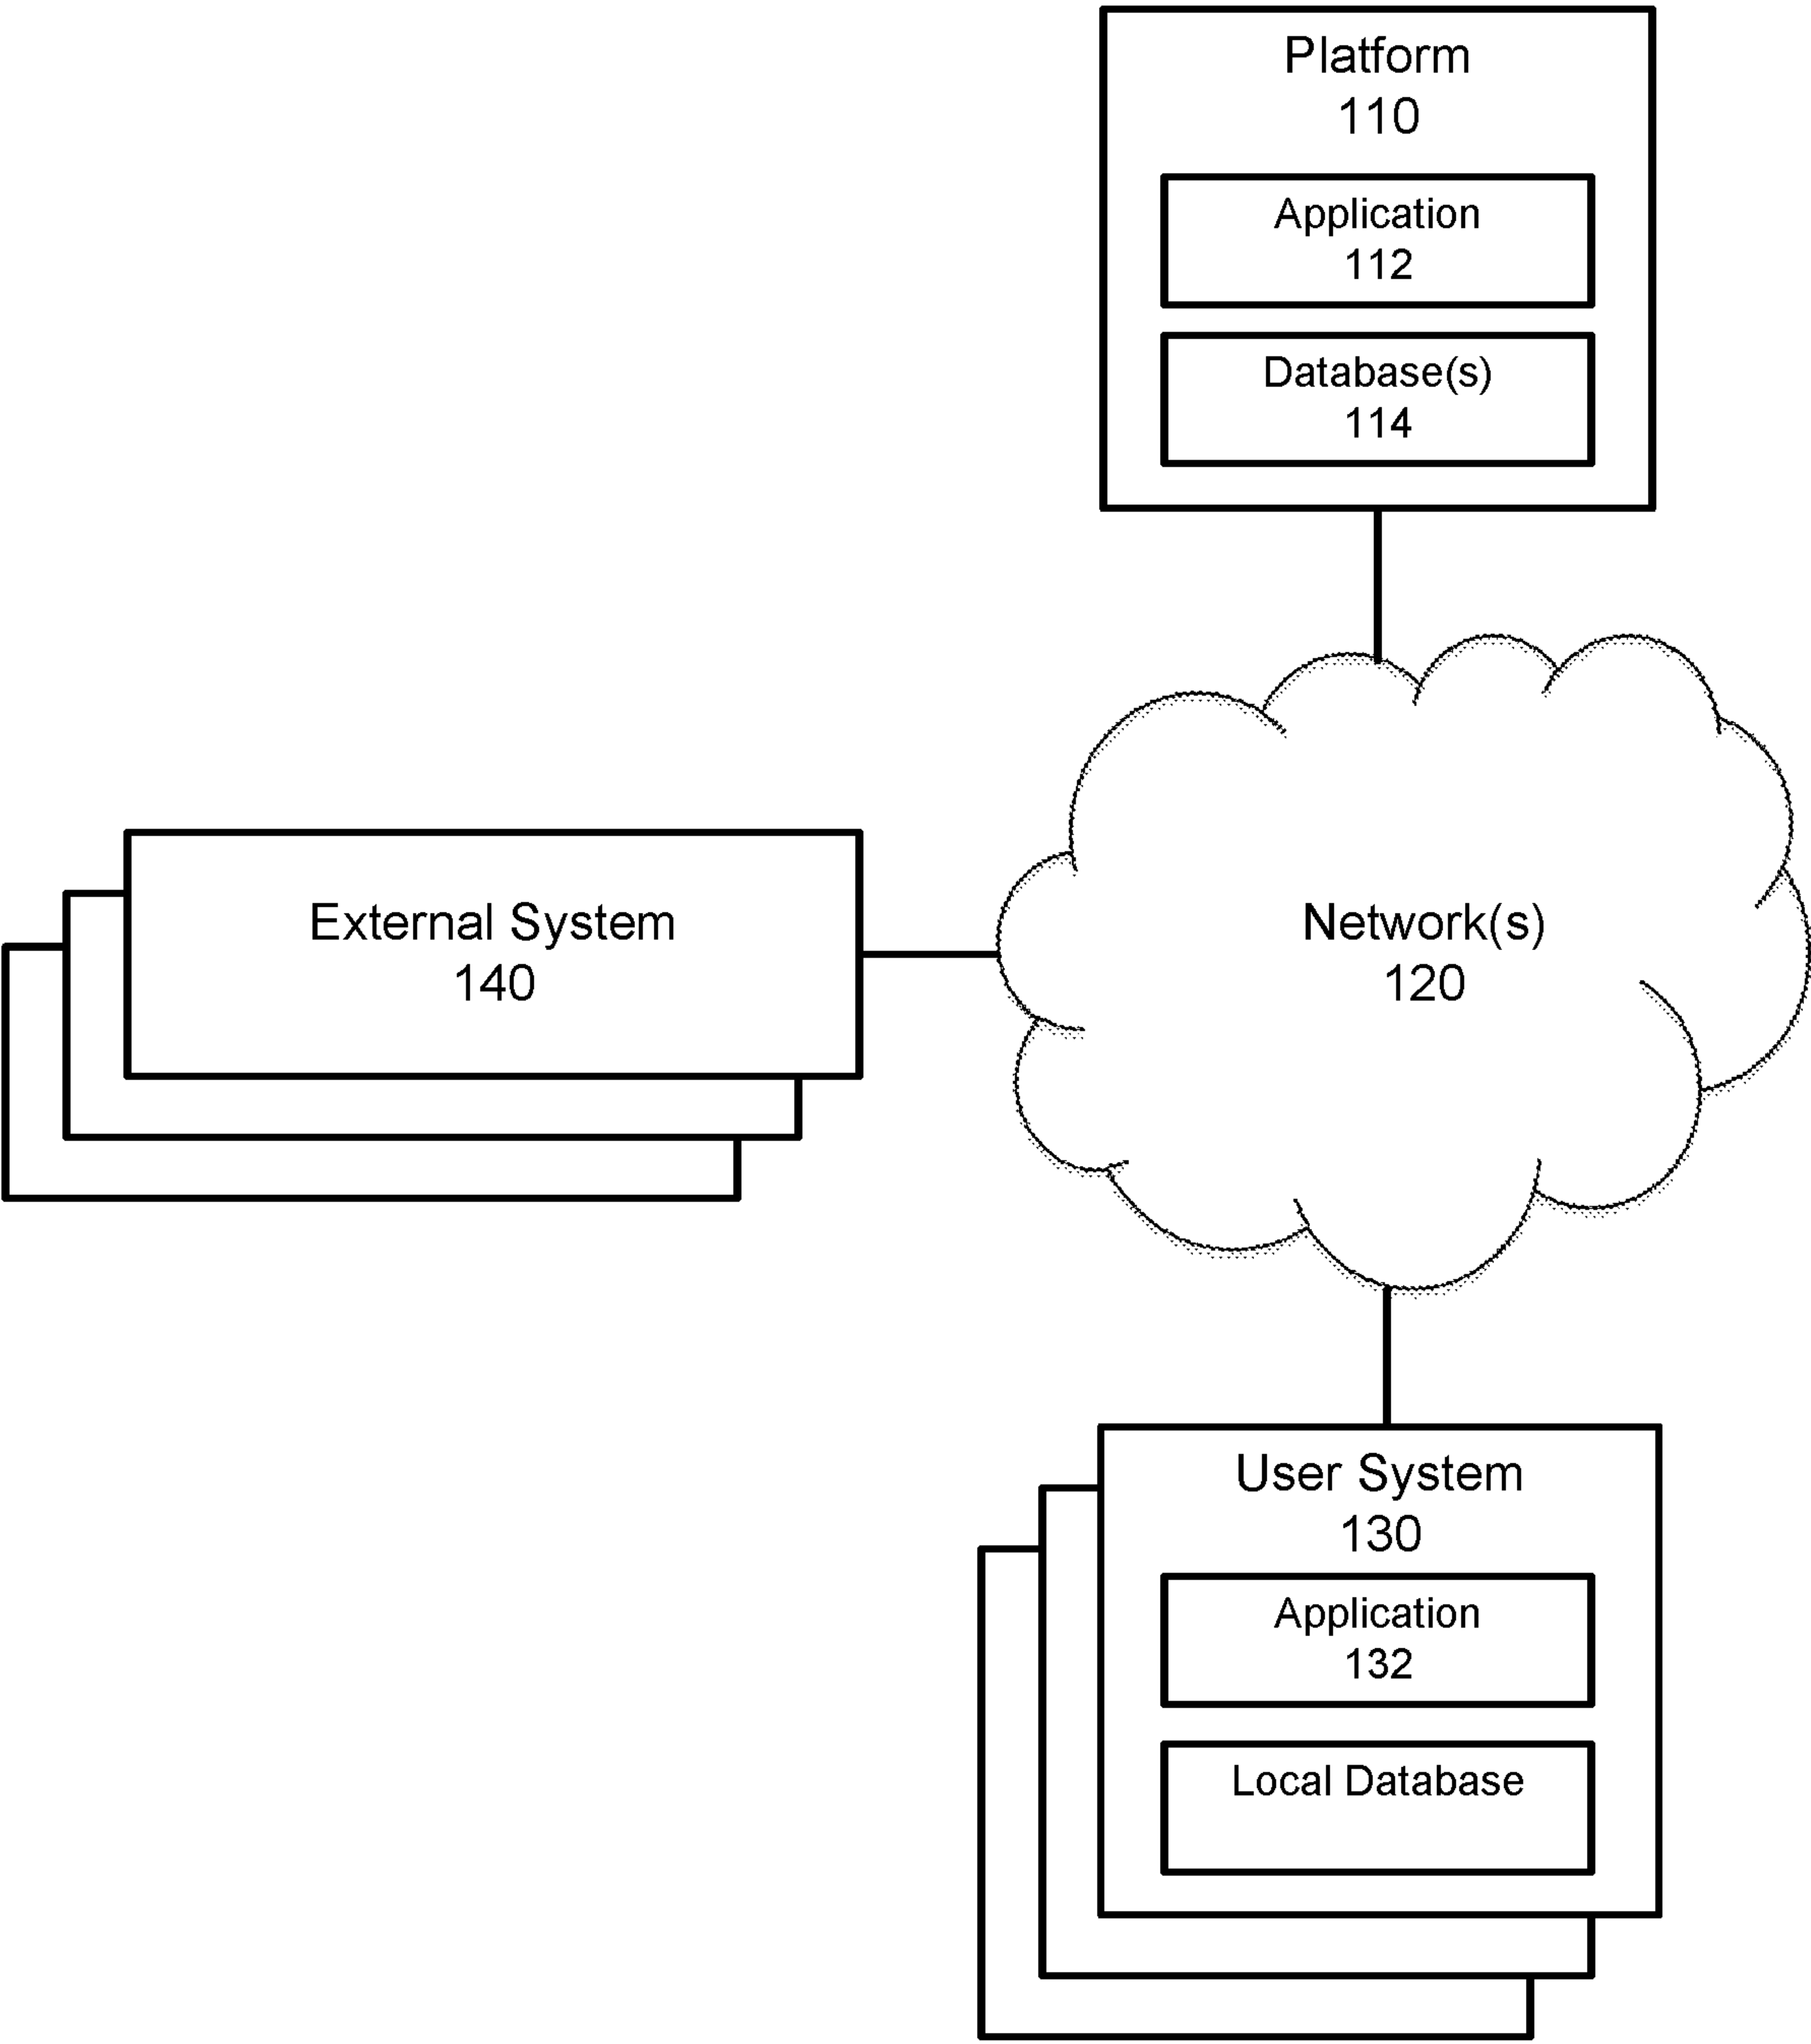 Platform
110
Application
112
Database(s)
114
External System
140
Network(s)
120
User System
130
Application
132
Local Database